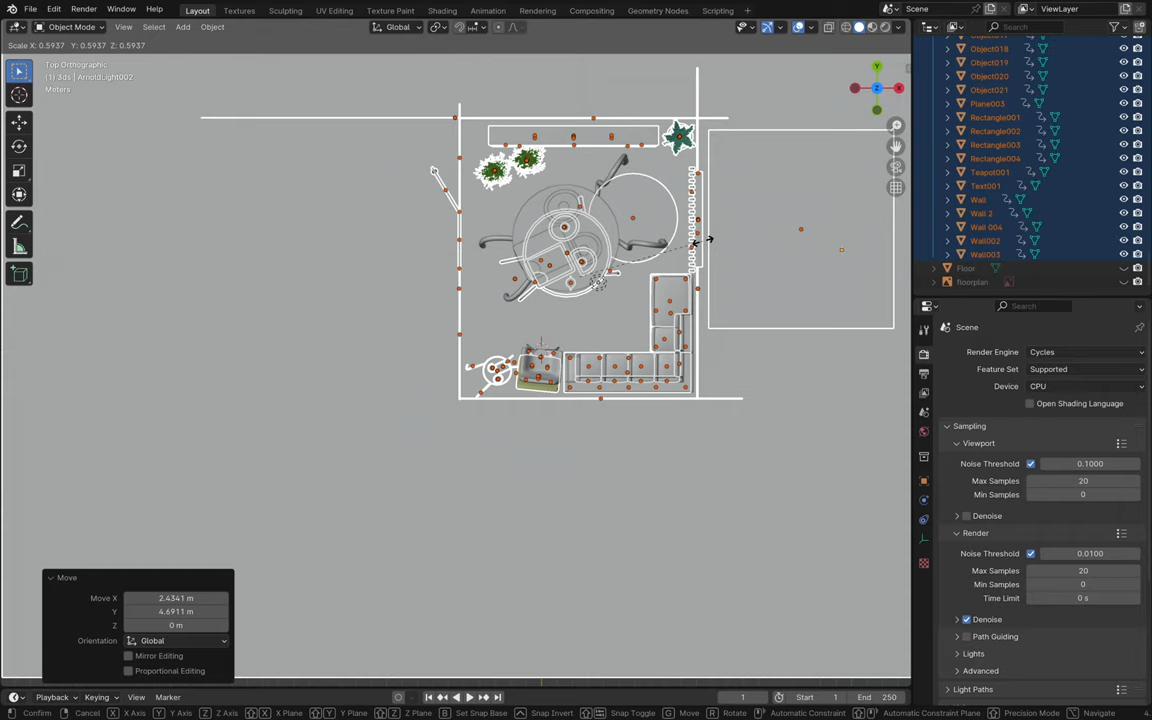 File Edit Render Window Help Layout Textures Sculpting UV Editing Texture Paint Shading Animation Rendering Compositing Geometry Nodes Scripting Scene ViewLayer
Object Mode View Select Add Object Global Search
Scale X: 0.5937 Y: 0.5937 Z: 0.5937
Top Orthographic
(1) 3ds | ArnoldLight002
Meters
Y
X
Z
Object018
Object019
Object020
Object021
Plane003
Rectangle001
Rectangle002
Rectangle003
Rectangle004
Teapot001
Text001
Wall
Wall 2
Wall 004
Wall002
Wall003
Floor
floorplan
Search
Scene
Render Engine Cycles
Feature Set Supported
Device CPU
Open Shading Language
Sampling
Viewport
Noise Threshold 0.1000
Max Samples 20
Min Samples 0
Denoise
Render
Noise Threshold 0.0100
Max Samples 20
Min Samples 0
Time Limit 0 s
Denoise
Path Guiding
Lights
Advanced
Light Paths
Move
Move X 2.4341 m
Y 4.6911 m
Z 0 m
Orientation Global
Mirror Editing
Proportional Editing
Playback Keying View Marker 1 Start 1 End 250
Confirm Cancel X X Axis Y Y Axis Z Z Axis X X Plane Y Y Plane Z Z Plane B Set Snap Base Snap Invert Snap Toggle G Move R Rotate Automatic Constraint Automatic Constraint Plane Precision Mode Navigate